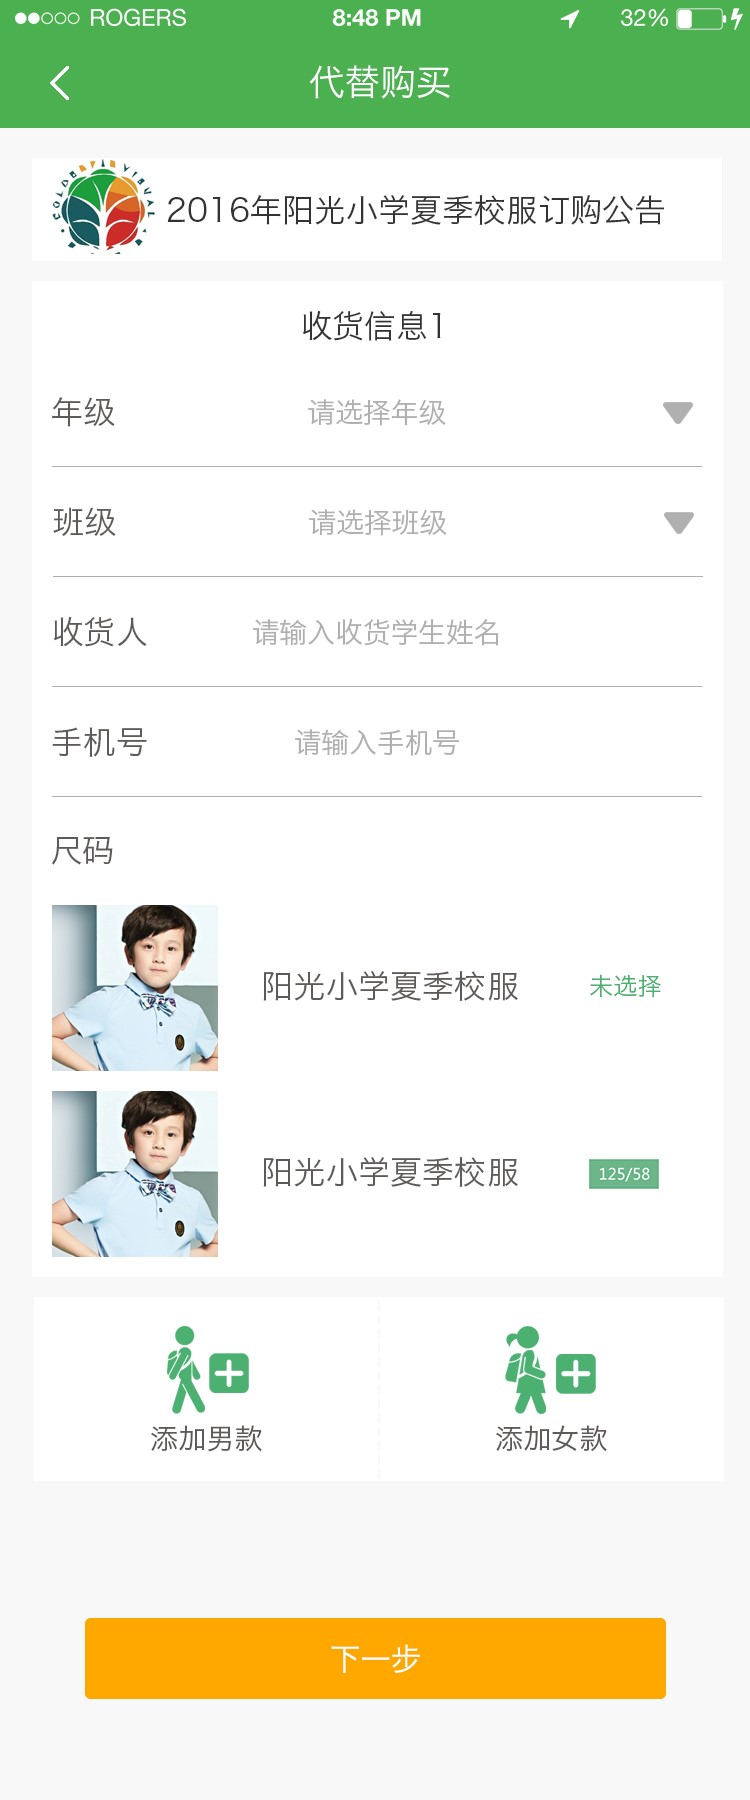 ROGERS 8:48 PM 32%
代替购买
COLORFUL VISUAL
2016年阳光小学夏季校服订购公告
收货信息1
年级 请选择年级
班级 请选择班级
收货人 请输入收货学生姓名
手机号 请输入手机号
尺码
阳光小学夏季校服 未选择
阳光小学夏季校服 125/58
添加男款 添加女款
下一步